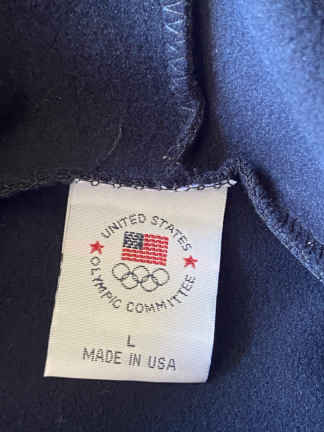 UNITED STATES
OLYMPIC COMMITTEE
L
MADE IN USA